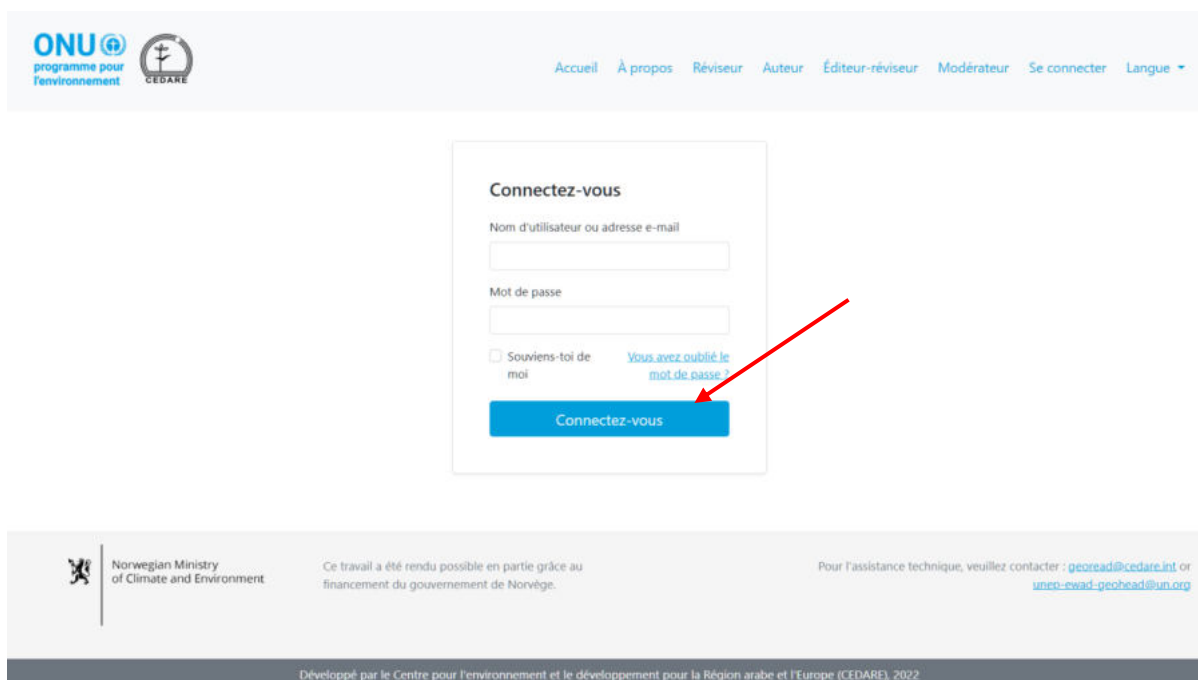 ONU
programme pour
l'environnement
CEDARE
Accueil À propos Réviseur Auteur Éditeur-réviseur Modérateur Se connecter Langue
Connectez-vous
Nom d'utilisateur ou adresse e-mail
Mot de passe
Souviens-toi de
moi
Vous avez oublié le
mot de passe ?
Connectez-vous
Norwegian Ministry
of Climate and Environment
Ce travail a été rendu possible en partie grâce au
financement du gouvernement de Norvège.
Pour l'assistance technique, veuillez contacter : georead@cedare.int or
unep-ewad-geohead@un.org
Développé par le Centre pour l'environnement et le développement pour la Région arabe et l'Europe (CEDARE), 2022